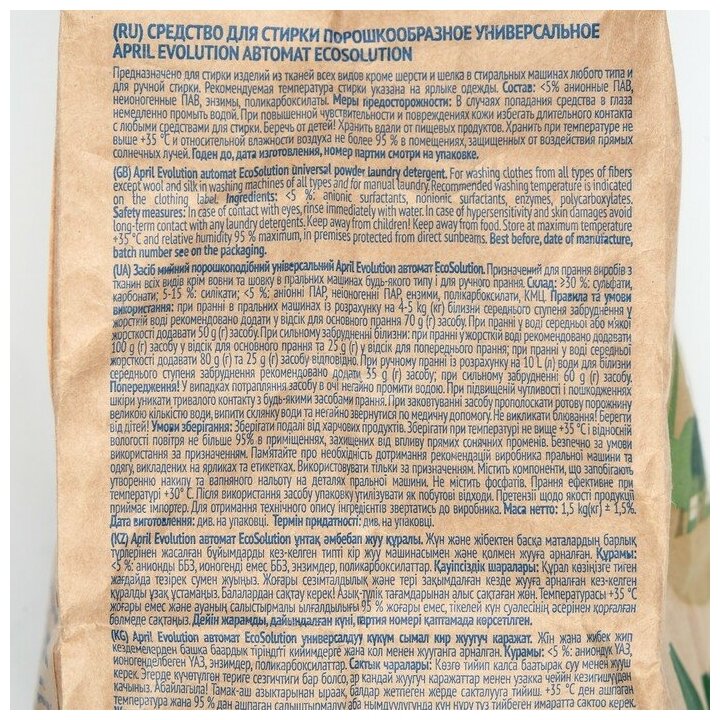 (RU) СРЕДСТВО ДЛЯ СТИРКИ ПОРОШКООБРАЗНОЕ УНИВЕРСАЛЬНОЕ
APRIL EVOLUTION АВТОМАТ ECOSOLUTION
Предназначено для стирки изделий из тканей всех видов кроме шерсти и шелка в стиральных машинах любого типа и
для ручной стирки. Рекомендуемая температура стирки указана на ярлыке одежды. Состав: <5% анионные ПАВ,
неионогенные ПАВ, энзимы, поликарбоксилаты. Меры предосторожности: В случаях попадания средства в глаза
немедленно промыть водой. При повышенной чувствительности и повреждениях кожи избегать длительного контакта
с любыми средствами для стирки. Беречь от детей! Хранить вдали от пищевых продуктов. Хранить при температуре не
выше +35 °C и относительной влажности воздуха не более 95 % в помещениях, защищенных от воздействия прямых
солнечных лучей. Годен до, дата изготовления, номер партии смотри на упаковке.
(GB) April Evolution automat EcoSolution universal powder laundry detergent. For washing clothes from all types of fibers
except wool and silk in washing machines of all types and for manual laundry. Recommended washing temperature is indicated
on the clothing label. Ingredients: <5 %: anionic surfactants, nonionic surfactants, enzymes, polycarboxylates.
Safety measures: In case of contact with eyes, rinse immediately with water. In case of hypersensitivity and skin damages avoid
long-term contact with any laundry detergents. Keep away from children! Keep away from food. Store at maximum temperature
+35 °C and relative humidity 95 % maximum, in premises protected from direct sunbeams. Best before, date of manufacture,
batch number see on the packaging.
(UA) Засіб мийний порошкоподібний універсальний April Evolution автомат EcoSolution. Призначений для прання виробів з
тканин всіх видів крім вовни та шовку в пральних машинах будь-якого типу і для ручного прання. Склад: ≥30 %: сульфати,
карбонати; 5-15 %: силікати; <5 %: аніонні ПАР, неіоногенні ПАР, ензими, полікарбоксілати, КМЦ. Правила та умови
використання: при пранні в пральних машинах із розрахунку на 4-5 kg (кг) білизни середнього ступеня забруднення у
жорсткій воді рекомендовано додати у відсік для основного прання 70 g (г) засобу. При пранні у воді середньої або м'якої
жорсткості додавати 50 g (г) засобу. При сильному забрудненні білизни: при пранні у жорсткій воді рекомендовано додавати
100 g (г) у відсік для основного прання та 25 g (г) у відсік для попереднього прання; при пранні у воді середньої
жорсткості додавати 80 g (г) та 25 g (г) засобу відповідно. При ручному пранні із розрахунку на 10 L (л) води для білизни
середнього ступеня забруднення рекомендовано додати 35 g (г) засобу; при сильному забрудненні 60 g (г) засобу.
Попередження! У випадках потрапляння засобу в очі негайно промити водою. При підвищеній чутливості і пошкодженнях
шкіри уникати тривалого контакту з будь-якими засобами прання. При заковтуванні засобу прополоскати ротову порожнину
великою кількістю води, випити склянку води та негайно звернутися по медичну допомогу. Не викликати блювання! Берегти
від дітей! Умови зберігання: Зберігати подалі від харчових продуктів. Зберігати при температурі не вище +35 °C і відносній
вологості повітря не більше 95% в приміщеннях, захищених від впливу прямих сонячних променів. Безпечно за умови
використання за призначенням. Пам'ятайте про необхідність дотримання рекомендацій виробника пральної машини та
одягу, викладених на ярликах та етикетках. Використовувати тільки за призначенням. Містить компоненти, що запобігають
утворенню накипу та вапняного нальоту на деталях пральної машини. Не містить фосфатів. Прання ефективне при
температурі +30° C. Після використання засобу упаковку утилізувати як побутові відходи. Претензії щодо якості продукції
приймає імпортер. Для отримання технічного опису інгредієнтів звертатись до виробника. Маса нетто: 1,5 kg(кг) ± 1,5%.
Дата виготовлення: див. на упаковці. Термін придатності: див. на упаковці.
(KZ) April Evolution автомат EcoSolution ұнтақ әмбебап жуу құралы. Жүн және жібектен басқа маталардың барлық
түрлерінен жасалған бұйымдарды кез-келген типті кір жуу машинасымен және қолмен жууға арналған. Құрамы:
<5 %: анионды ББЗ, ионгенді емес ББЗ, энзимдер, поликарбоксилаттар. Қауіпсіздік шаралары: Құрал көзіңізге тиген
жағдайда тезірек сумен жуыңыз. Жоғары сезімталдылық және тері зақымдалған кезде жууға арналған кез-келген
құралды ұзақ ұстамаңыз. Балалардан сақтау керек! Азық-түлік тағамдарынан алыс сақтаған жөн. Температурасы +35 °C
жоғары емес және ауаның салыстырмалы ылғалдылығы 95 % жоғары емес, тікелей күн сәулесінің әсерінен қорғалған
бөлмеде сақтаңыз. Дейін жарамды, дайындалған күні, партия нөмірі қаптамада көрсетілген.
(KG) April Evolution автомат EcoSolution универсалдуу күкүм сымал кир жуугуч каражат. Жүн жана жибек жип
кездемелерден башка баардык тириндгi кийимдерге жана кол менен жууганга арналган. Курамы: <5 %: аниондук ҮАЗ,
ионогендelбеген ҮАЗ, энзимдер, поликарбоксилаттар. Сактык чаралары: Көзгө тийип калса баатырак суу менен жууш
керек. Эгерде күчөтүлгөн териге сезгичтиги бар болсо, ар кандай жуугуч каражаттар менен узакка чейин кезигишүүдөн
качыңыз. Абайлагыла! Тамак-аш азыктарынан ыраак, балдар жетпеген жерде сакталууга тийиш. +35 °C ден ашпаган
температура жана 95 % дан ашпаган салыштырмалуу